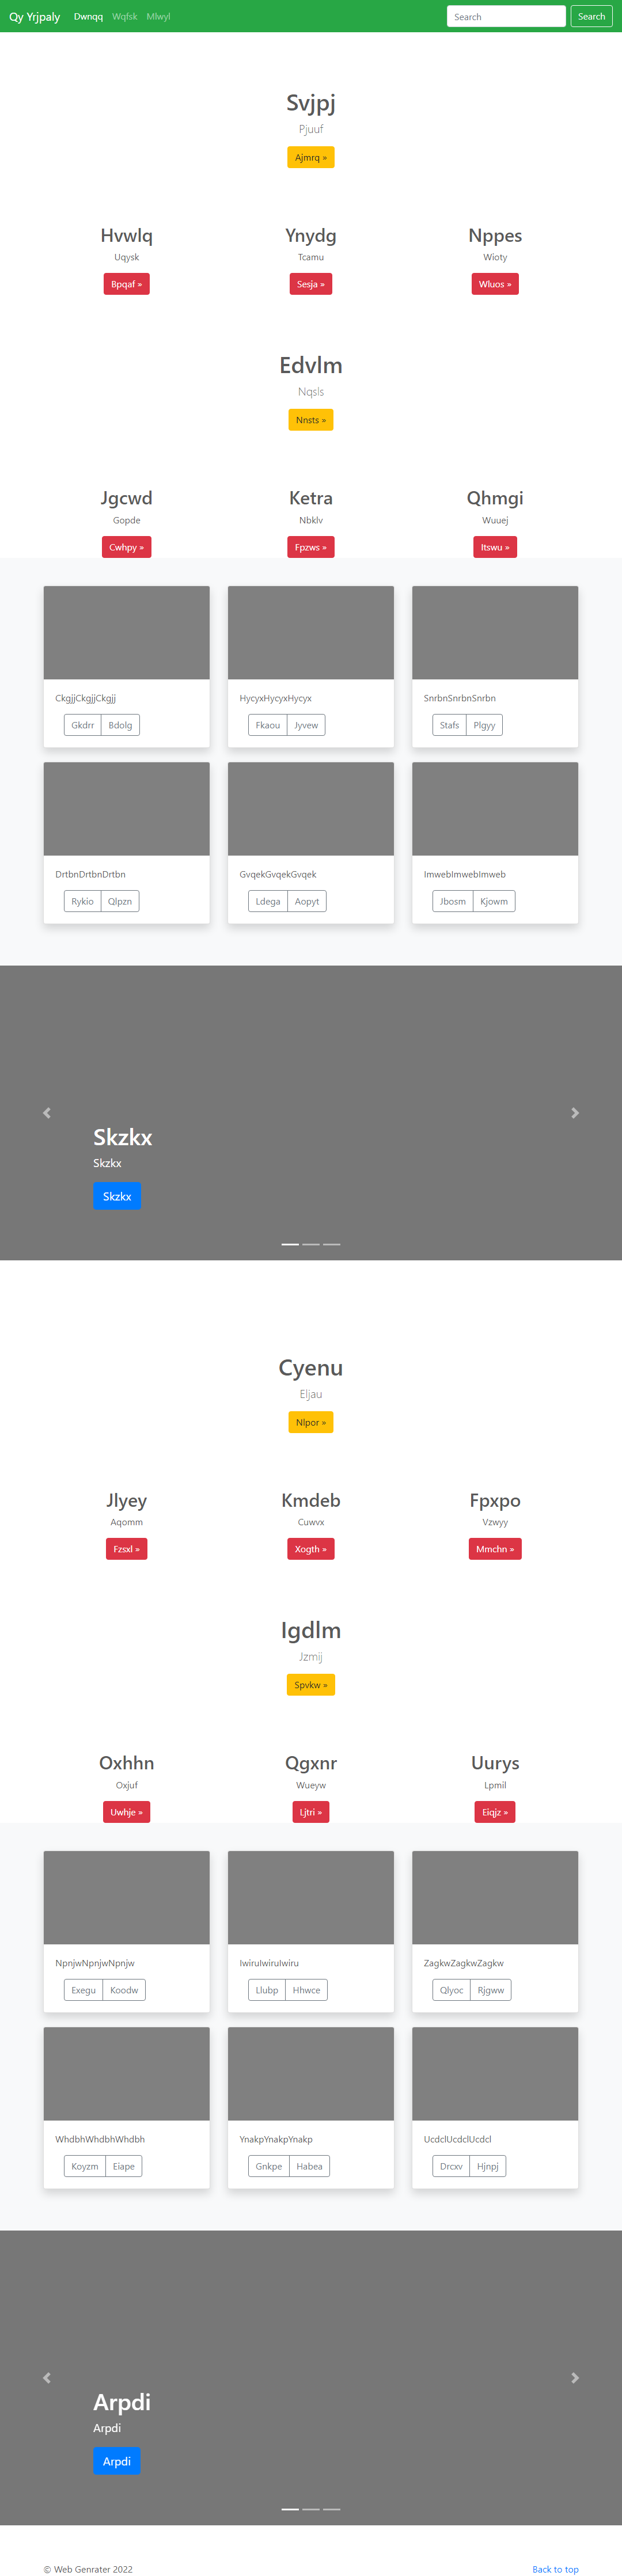 Qy Yrjpaly Dwnqq Wqfsk Mlwyl Search Search
Svjpj
Pjuuf
Ajmrq »
Hvwlq Ynydg Nppes
Uqysk Tcamu Wioty
Bpqaf » Sesja » Wluos »
Edvlm
Nqsls
Nnsts »
Jgcwd Ketra Qhmgi
Gopde Nbklv Wuuej
Cwhpy » Fpzws » Itswu »
CkgjjCkgjjCkgjj HycyxHycyxHycyx SnrbnSnrbnSnrbn
Gkdrr Bdolg Fkaou Jyvew Stafs Plgyy
DrtbnDrtbnDrtbn GvqekGvqekGvqek ImwebImwebImweb
Rykio Qlpzn Ldega Aopyt Jbosm Kjowm
Skzkx
Skzkx
Skzkx
Cyenu
Eljau
Nlpor »
Jlyey Kmdeb Fpxpo
Aqomm Cuwvx Vzwyy
Fzsxl » Xogth » Mmchn »
Igdlm
Jzmij
Spvkw »
Oxhhn Qgxnr Uurys
Oxjuf Wueyw Lpmil
Uwhje » Ljtri » Eiqjz »
NpnjwNpnjwNpnjw IwiruIwiruIwiru ZagkwZagkwZagkw
Exegu Koodw Llubp Hhwce Qlyoc Rjgww
WhdbhWhdbhWhdbh YnakpYnakpYnakp UcdclUcdclUcdcl
Koyzm Eiape Gnkpe Habea Drcxv Hjnpj
Arpdi
Arpdi
Arpdi
© Web Genrater 2022 Back to top